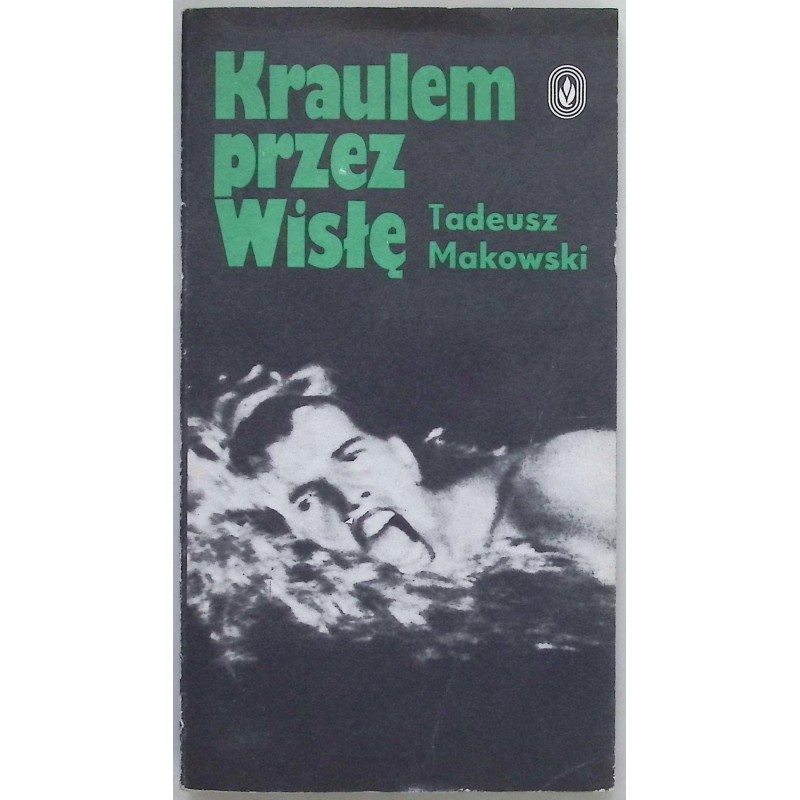 Kraulem
przez
Wisłę
Tadeusz
Makowski